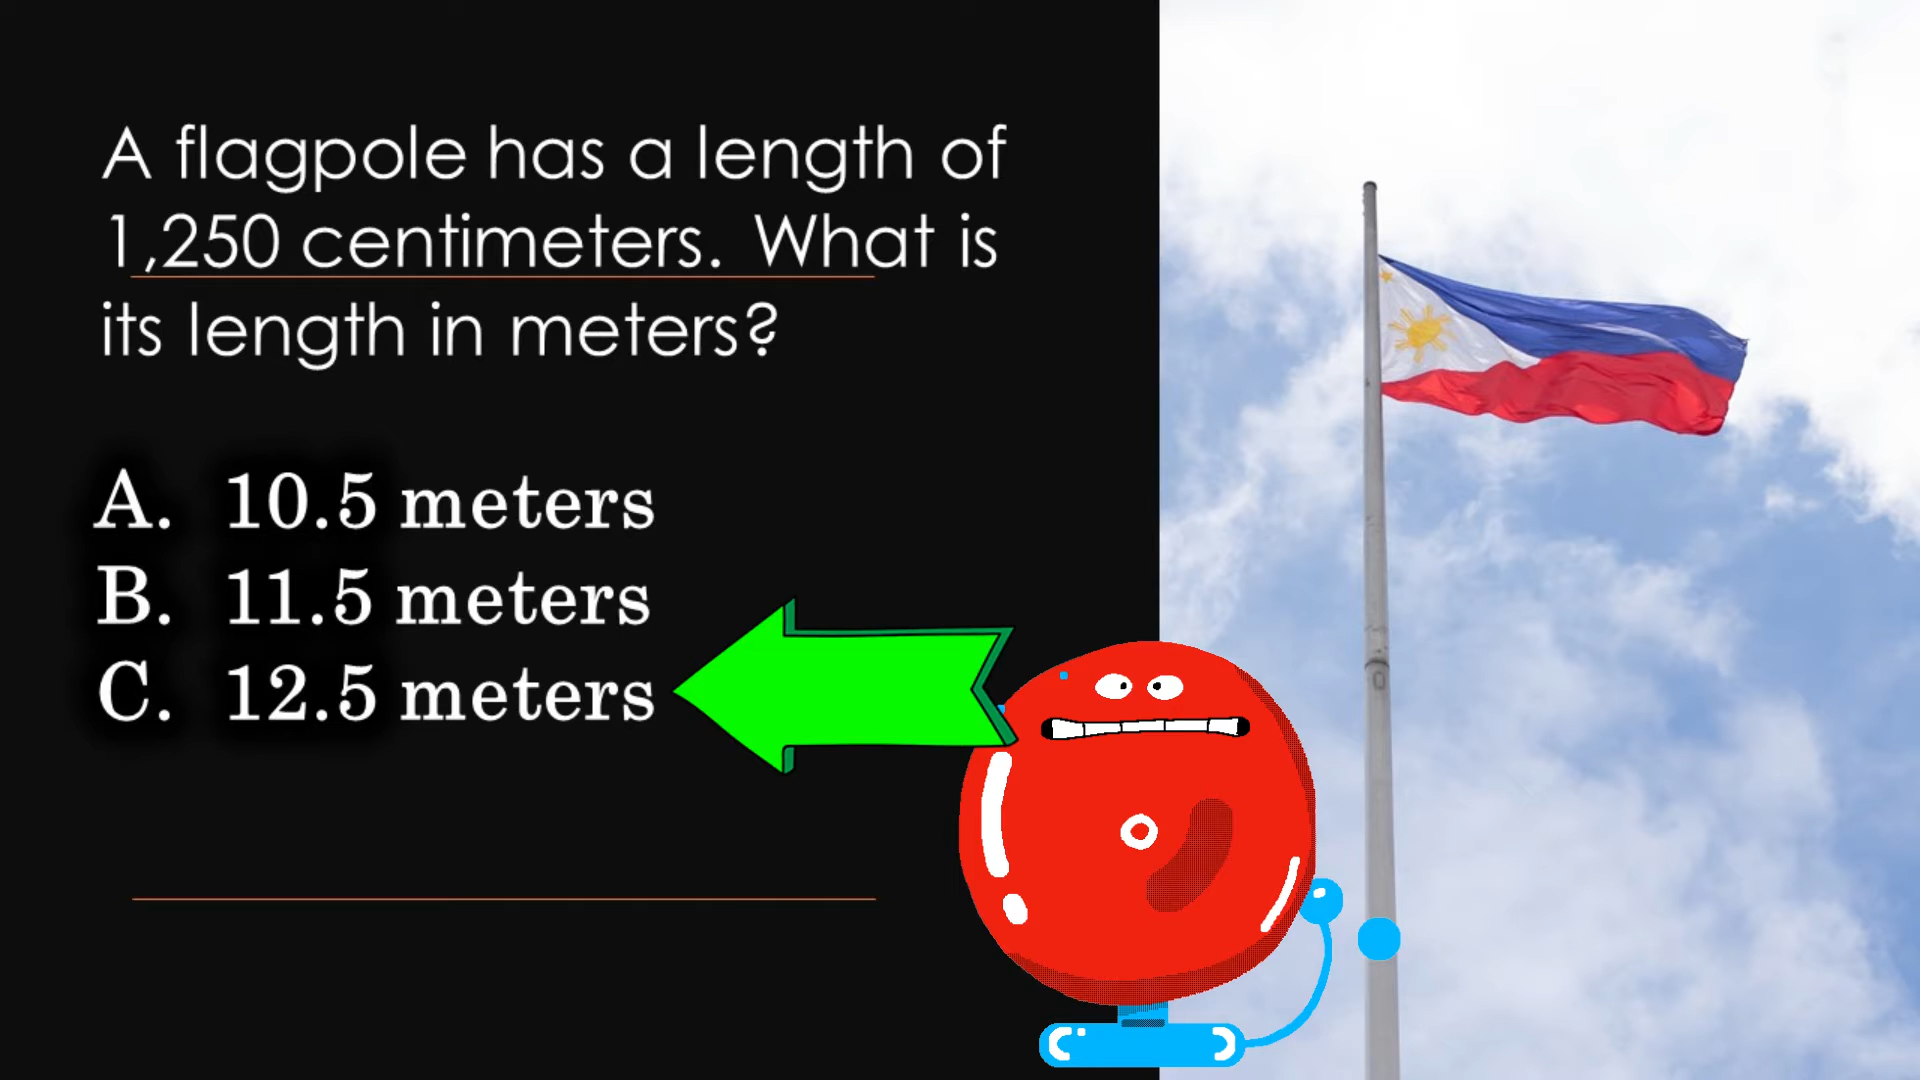 A flagpole has a length of
1,250 centimeters. What is
its length in meters?
A. 10.5 meters
B. 11.5 meters
C. 12.5 meters